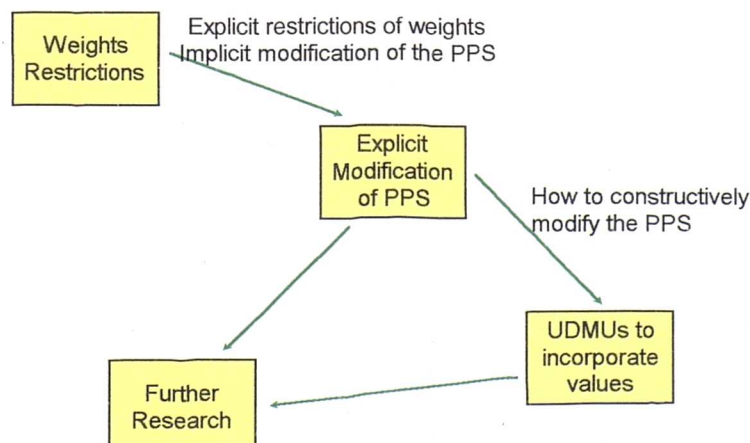 Weights
Restrictions
Explicit restrictions of weights
Implicit modification of the PPS
Explicit
Modification
of PPS
How to constructively
modify the PPS
UDMUs to
incorporate
values
Further
Research